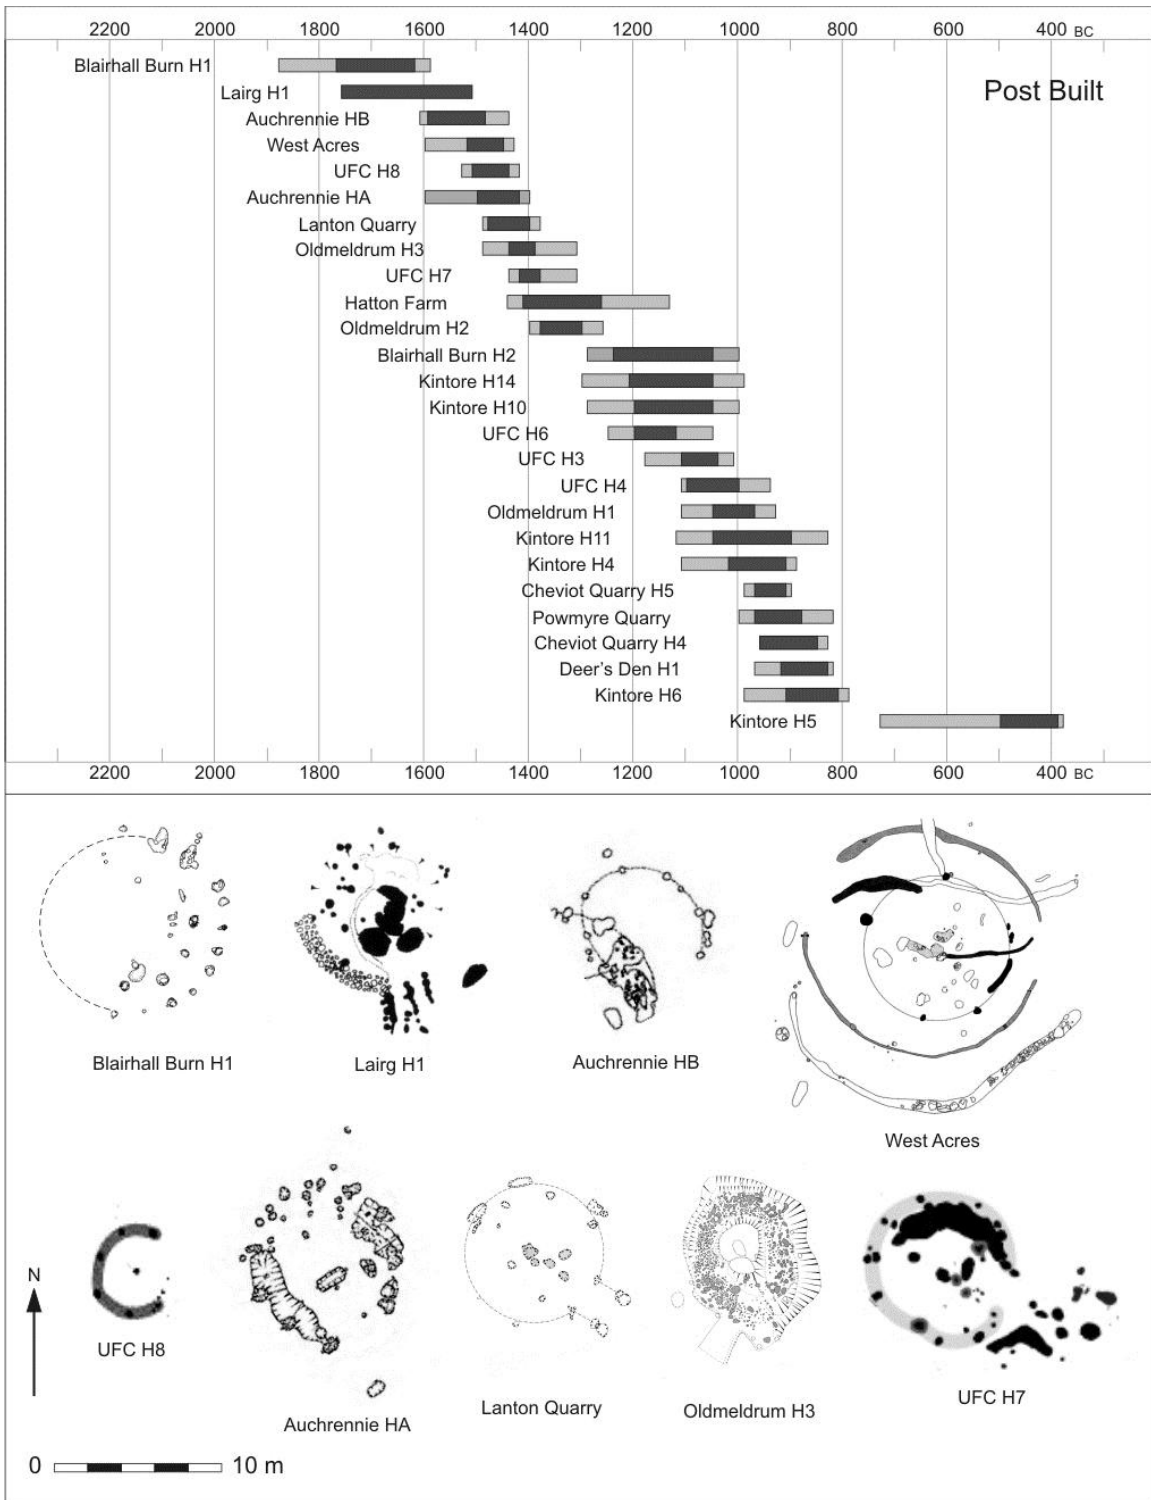 2200 2000 1800 1600 1400 1200 1000 800 600 400 BC
Post Built
Blairhall Burn H1
Lairg H1
Auchrennie HB
West Acres
UFC H8
Auchrennie HA
Lanton Quarry
Oldmeldrum H3
UFC H7
Hatton Farm
Oldmeldrum H2
Blairhall Burn H2
Kintore H14
Kintore H10
UFC H6
UFC H3
UFC H4
Oldmeldrum H1
Kintore H11
Kintore H4
Cheviot Quarry H5
Powmyre Quarry
Cheviot Quarry H4
Deer's Den H1
Kintore H6
Kintore H5
2200 2000 1800 1600 1400 1200 1000 800 600 400 BC
Blairhall Burn H1
Lairg H1
Auchrennie HB
West Acres
N
UFC H8
Auchrennie HA
Lanton Quarry
Oldmeldrum H3
UFC H7
0 10 m